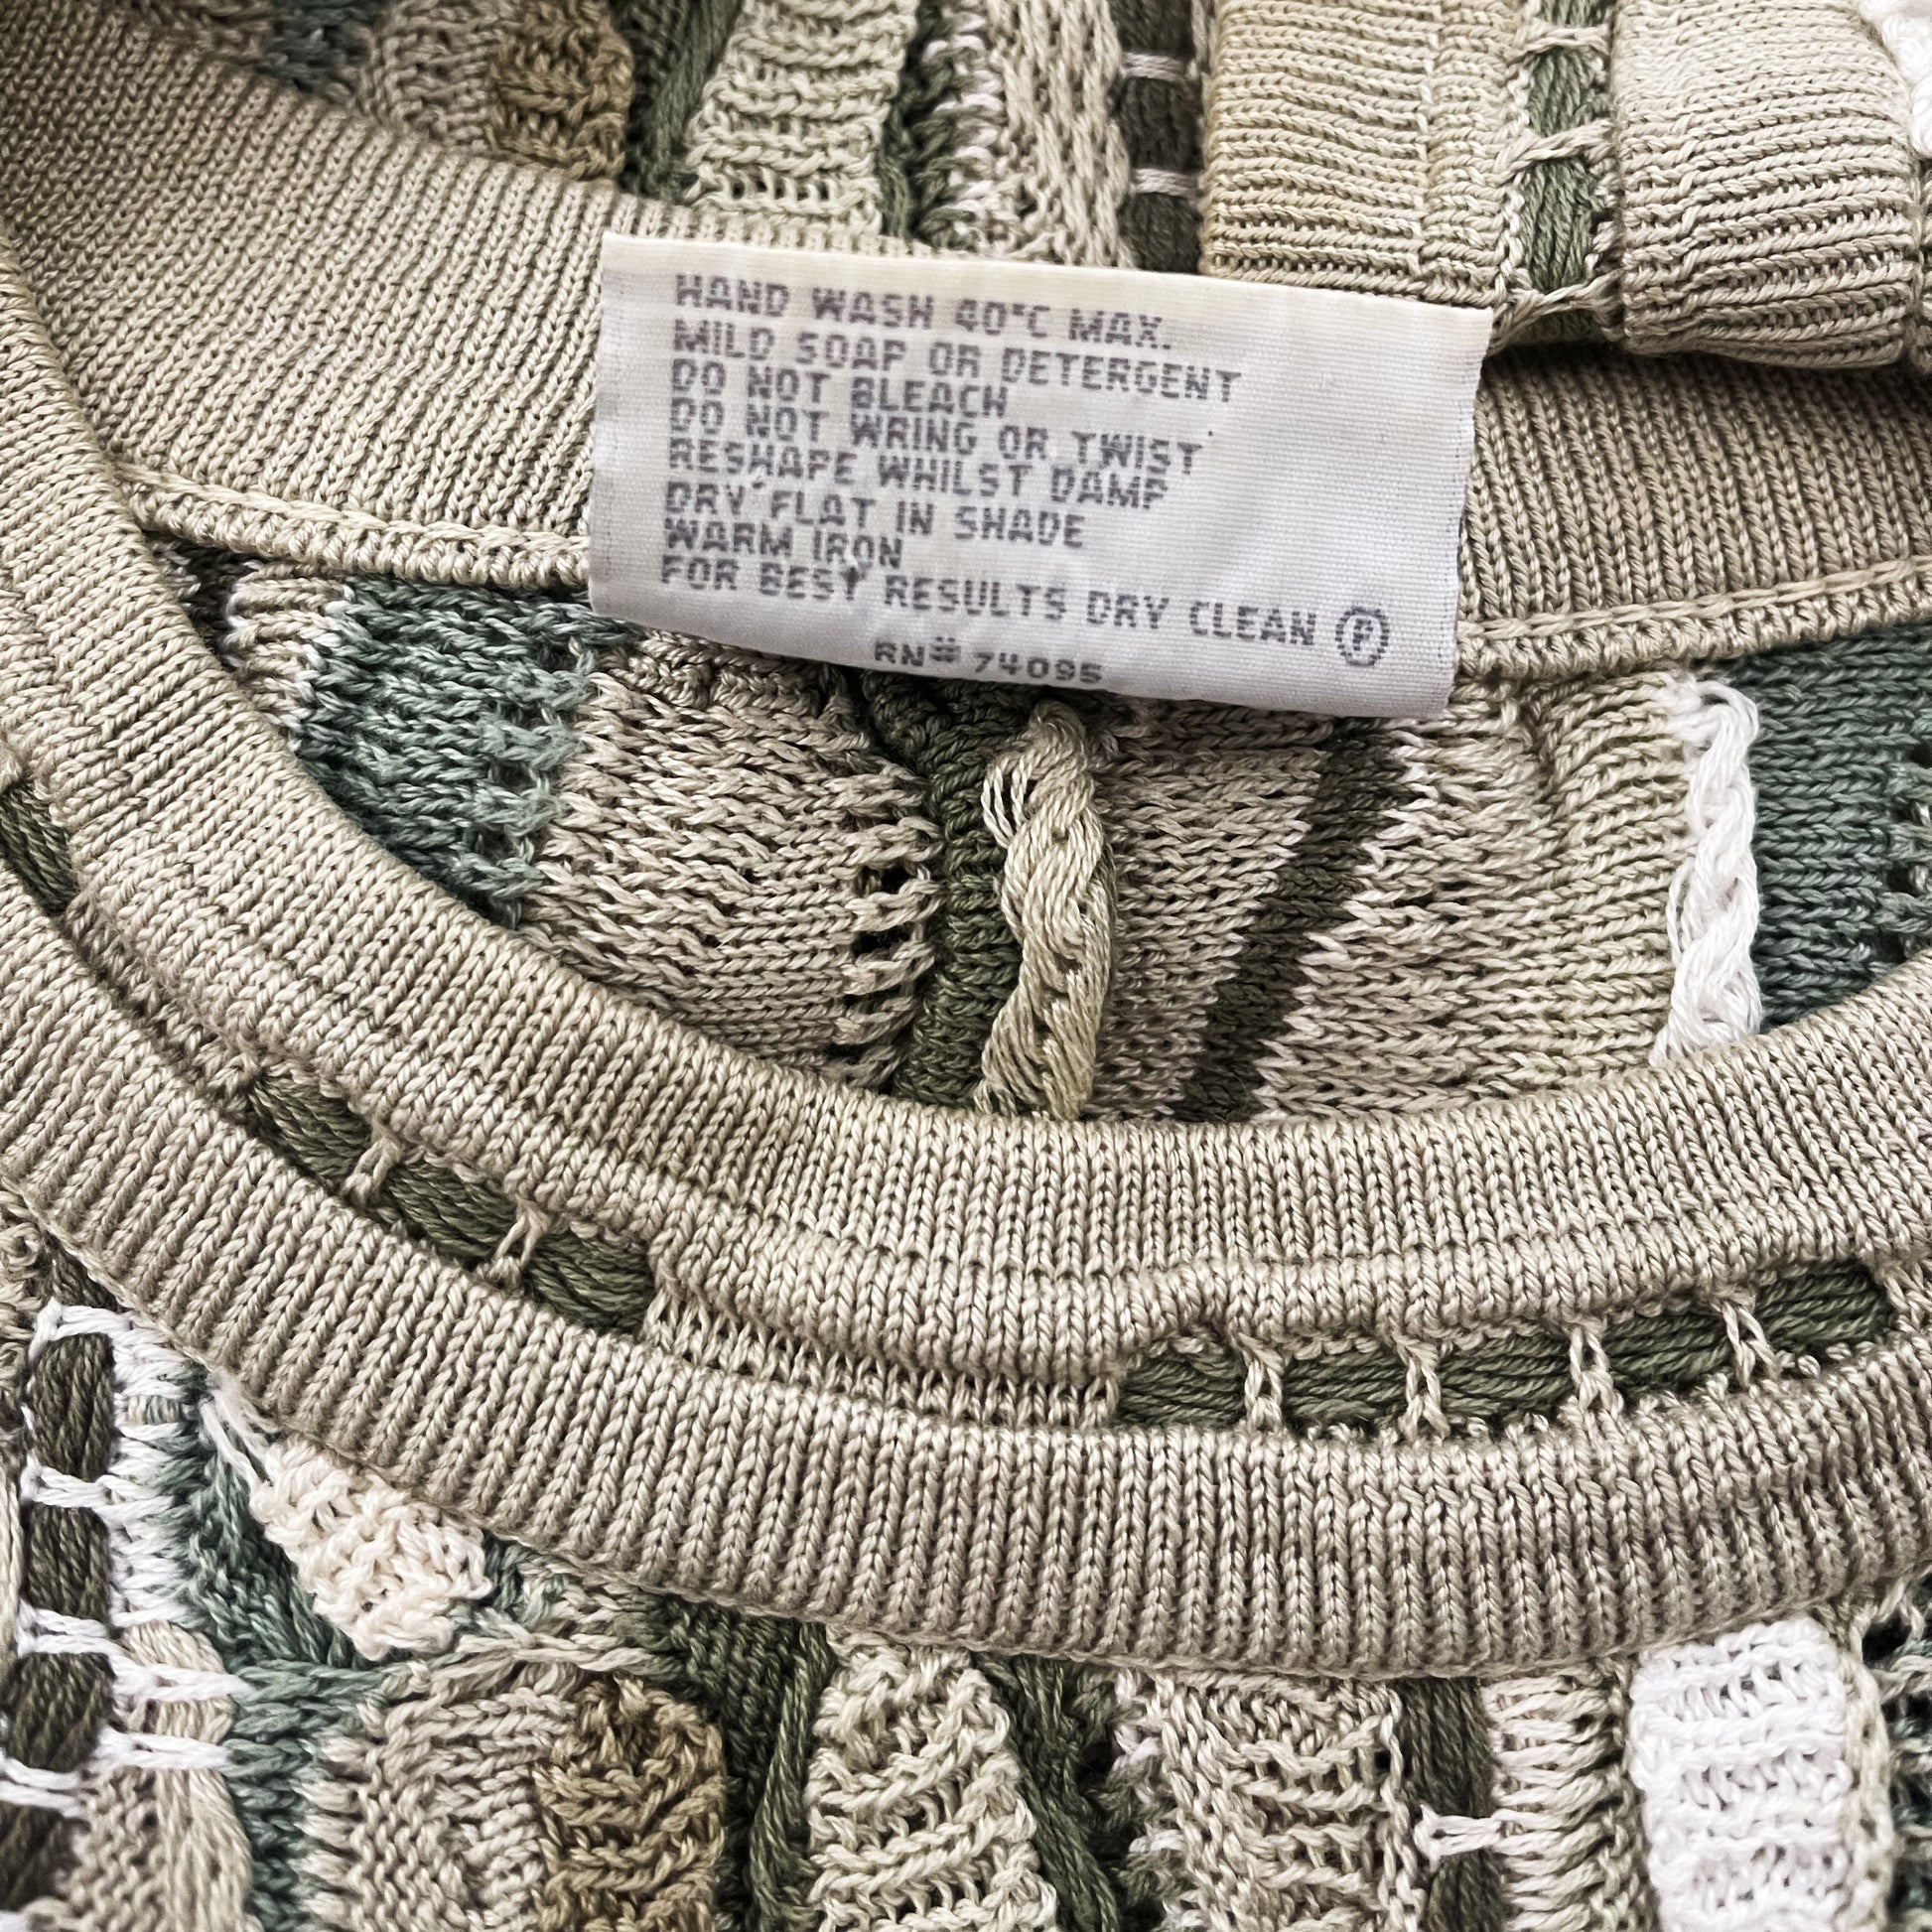 HAND WASH 40°C MAX.
MILD SOAP OR DETERGENT
DO NOT BLEACH
DO NOT WRING OR TWIST
RESHAPE WHILST DAMP
DRY FLAT IN SHADE
WARM IRON
FOR BEST RESULTS DRY CLEAN Ⓟ
RN# 74095